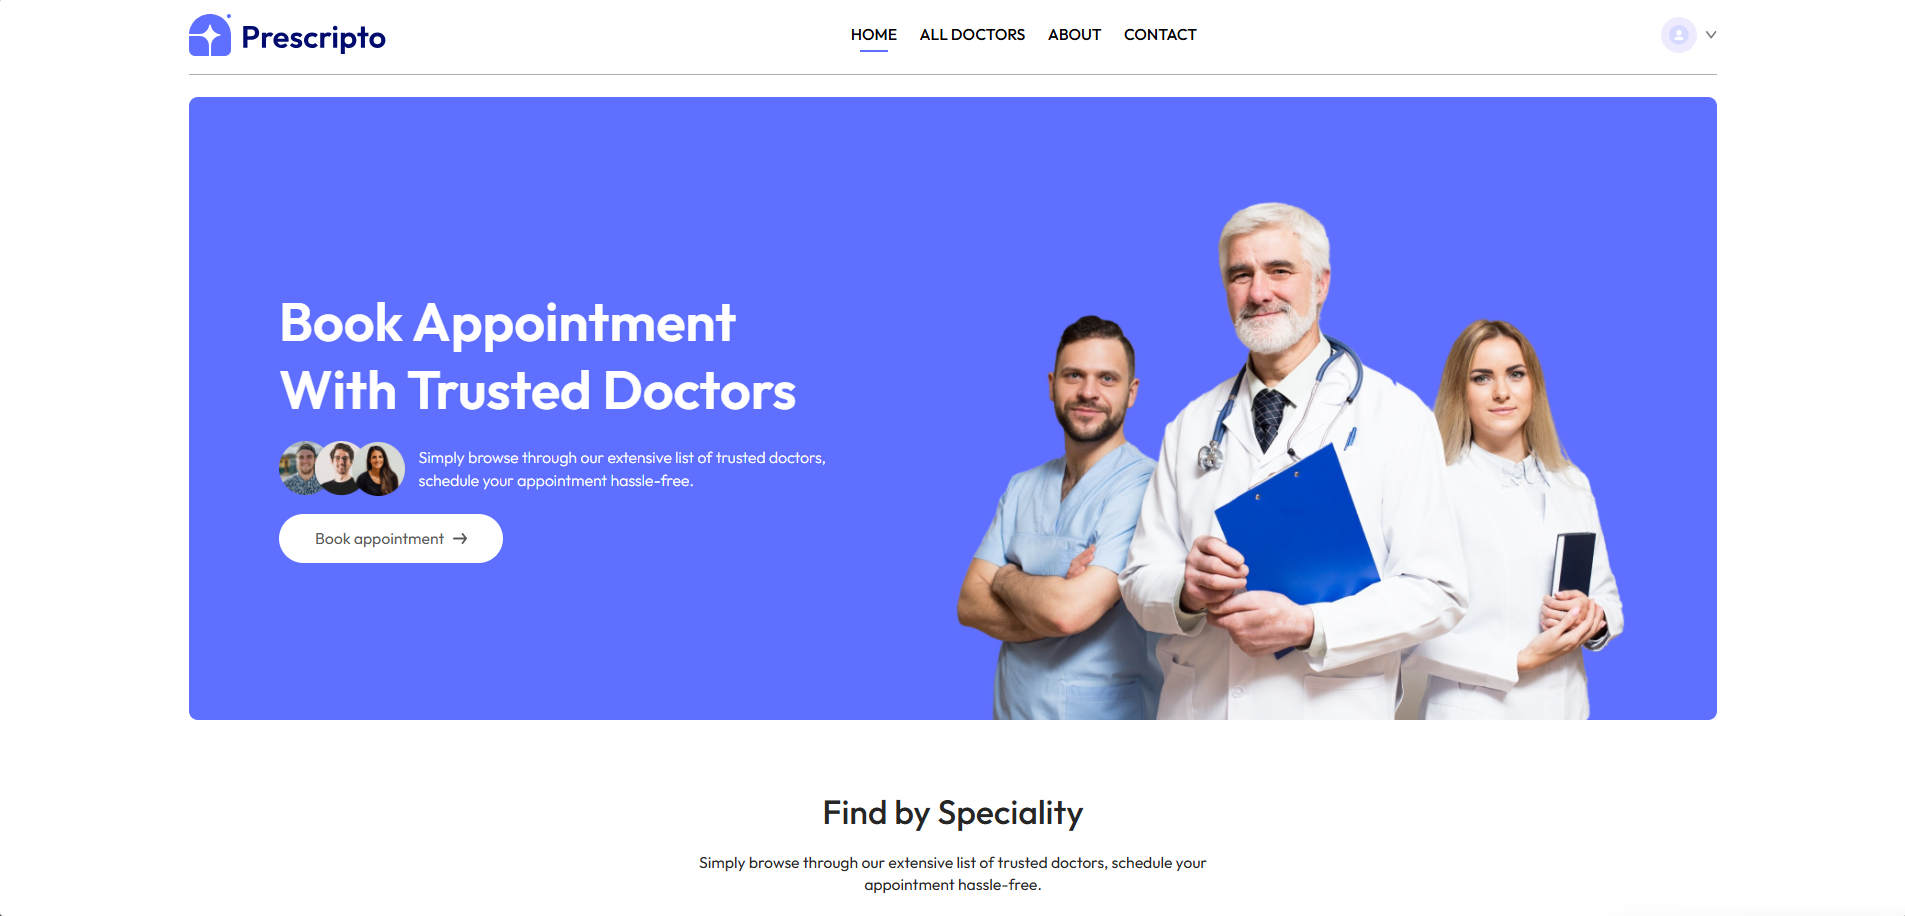 Prescripto
HOME ALL DOCTORS ABOUT CONTACT
Book Appointment
With Trusted Doctors
Simply browse through our extensive list of trusted doctors,
schedule your appointment hassle-free.
Book appointment →
Find by Speciality
Simply browse through our extensive list of trusted doctors, schedule your
appointment hassle-free.